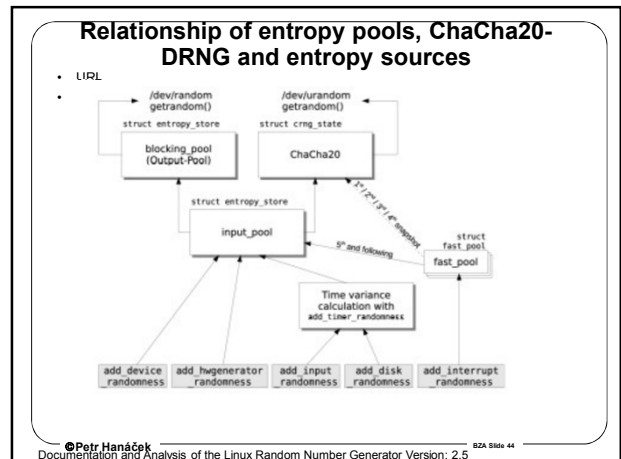 Relationship of entropy pools, ChaCha20-
DRNG and entropy sources
• URL
•
/dev/random
getrandom()
/dev/urandom
getrandom()
struct entropy_store
struct crng_state
blocking_pool
(Output-Pool)
ChaCha20
1st / 2nd / 3rd / 4th snapshot
struct entropy_store
input_pool
5th and following
struct
fast_pool
fast_pool
Time variance
calculation with
add_timer_randomness
add_device
_randomness
add_hwgenerator
_randomness
add_input
_randomness
add_disk
_randomness
add_interrupt
_randomness
©Petr Hanáček
BZA Slide 44
Documentation and Analysis of the Linux Random Number Generator Version: 2.5